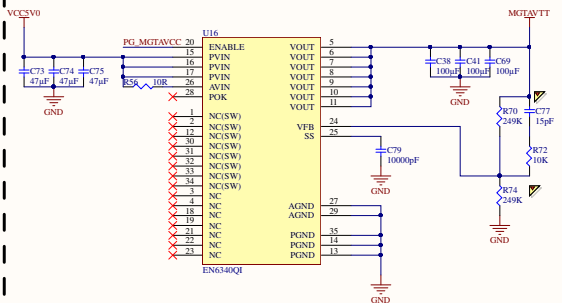 VCC5V0
MGTAVTT
U16
PG_MGTAVCC 20 ENABLE VOUT 5
15 PVIN VOUT 6
16 PVIN VOUT 7
17 PVIN VOUT 8
R56 10R 26 AVIN VOUT 9
28 POK VOUT 10
VOUT 11
C73 C74 C75
47µF 47µF 47µF
GND
C38 C41 C69
100µF 100µF 100µF
GND
1 NC(SW)
2 NC(SW) VFB 24
12 NC(SW) SS 25
30 NC(SW)
31 NC(SW)
32 NC(SW)
33 NC(SW)
34 NC(SW)
3 NC
4 NC AGND 27
18 NC AGND 29
19 NC
21 NC PGND 35
22 NC PGND 14
23 NC PGND 13
EN6340QI
C79
10000pF
GND
GND
R70
249K
C77
15pF
R72
10K
R74
249K
GND